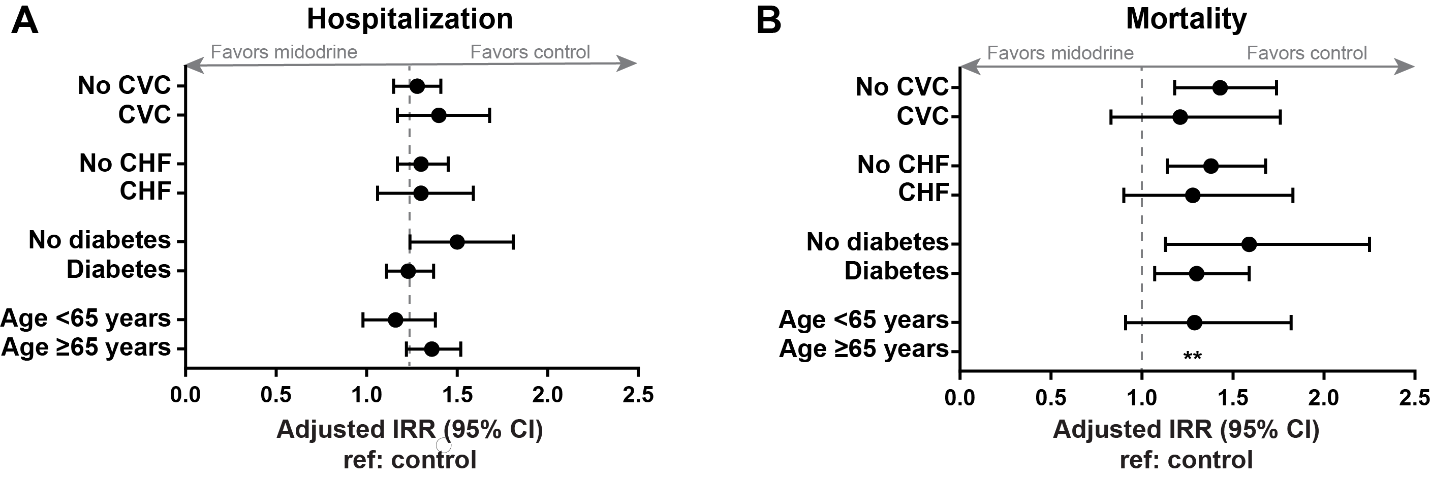 A
Hospitalization
Favors midodrine
Favors control
No CVC
CVC
No CHF
CHF
No diabetes
Diabetes
Age <65 years
Age ≥65 years
0.0 0.5 1.0 1.5 2.0 2.5
Adjusted IRR (95% CI)
ref: control
B
Mortality
Favors midodrine
Favors control
No CVC
CVC
No CHF
CHF
No diabetes
Diabetes
Age <65 years
Age ≥65 years
**
0.0 0.5 1.0 1.5 2.0 2.5
Adjusted IRR (95% CI)
ref: control